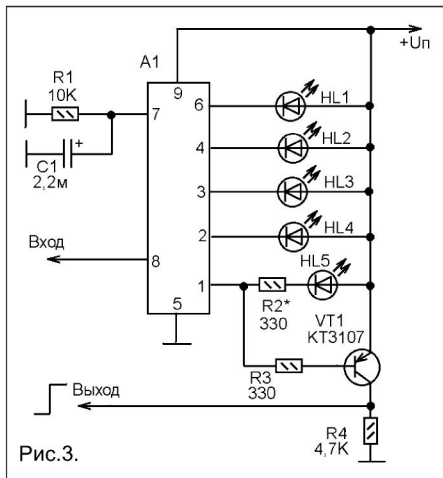 +Uп
R1
10K
A1
9
7
6
HL1
C1
2,2м
+
4
HL2
3
HL3
Вход
8
2
HL4
1
HL5
5
R2*
330
VT1
КТ3107
R3
330
Выход
R4
4,7K
Рис.3.